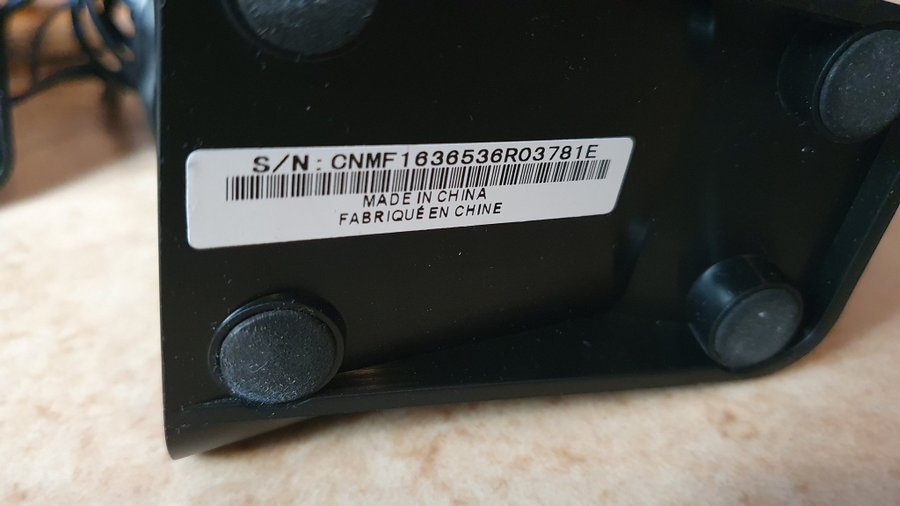 S/N: CNMF1636536R03781E
MADE IN CHINA
FABRIQUÉ EN CHINE